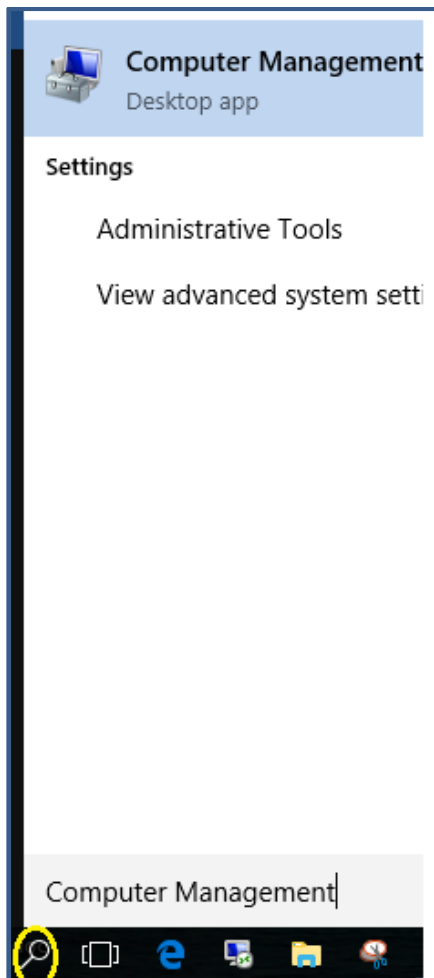 Computer Management
Desktop app
Settings
Administrative Tools
View advanced system setti
Computer Management